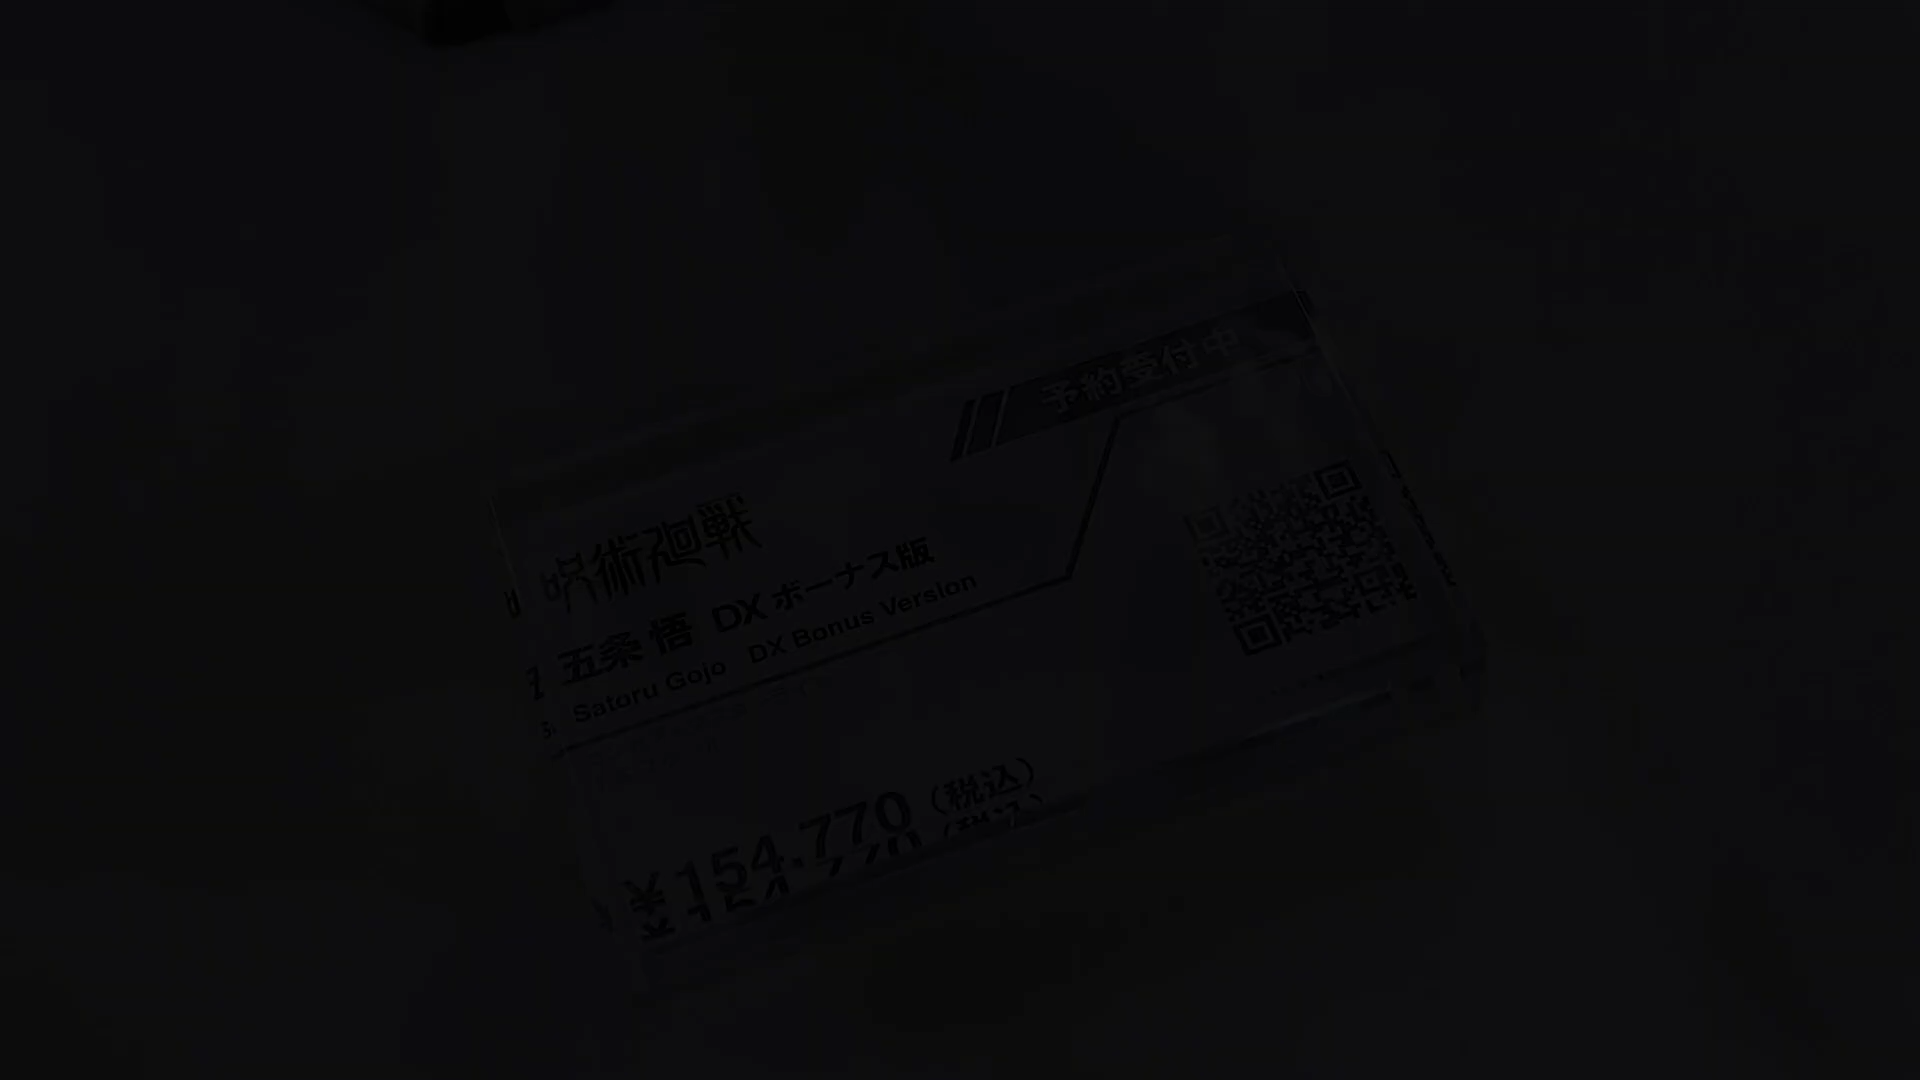 予約受付中
呪術廻戦
五条 悟 DX ボーナス版
Satoru Gojo DX Bonus Version
¥154,770 (税込)